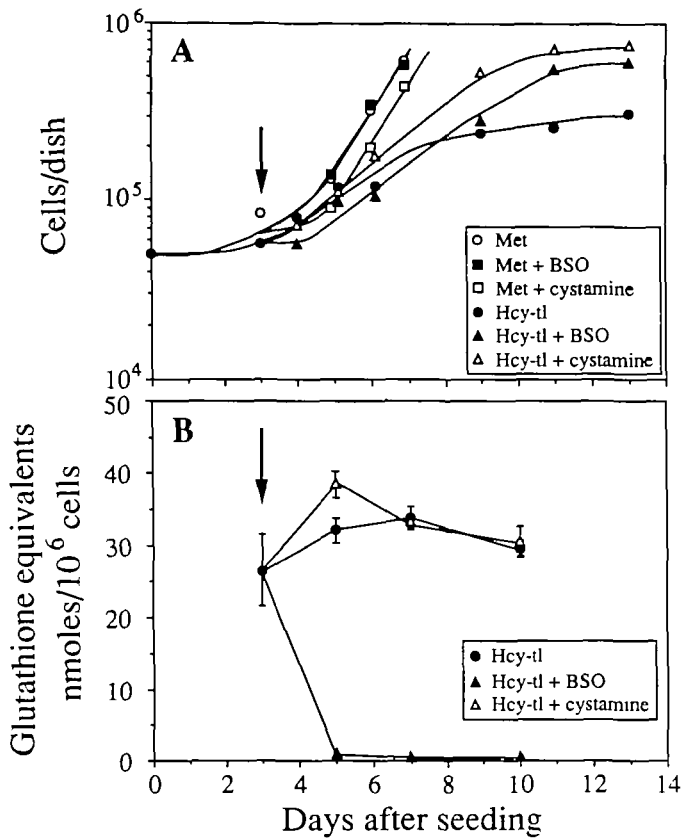 10^6
A
10^5
Cells/dish
Met
Met + BSO
Met + cystamine
Hcy-tl
Hcy-tl + BSO
Hcy-tl + cystamine
10^4
50
B
40
30
20
10
0
Glutathione equivalents
nmoles/10^6 cells
Hcy-tl
Hcy-tl + BSO
Hcy-tl + cystamine
0 2 4 6 8 10 12 14
Days after seeding